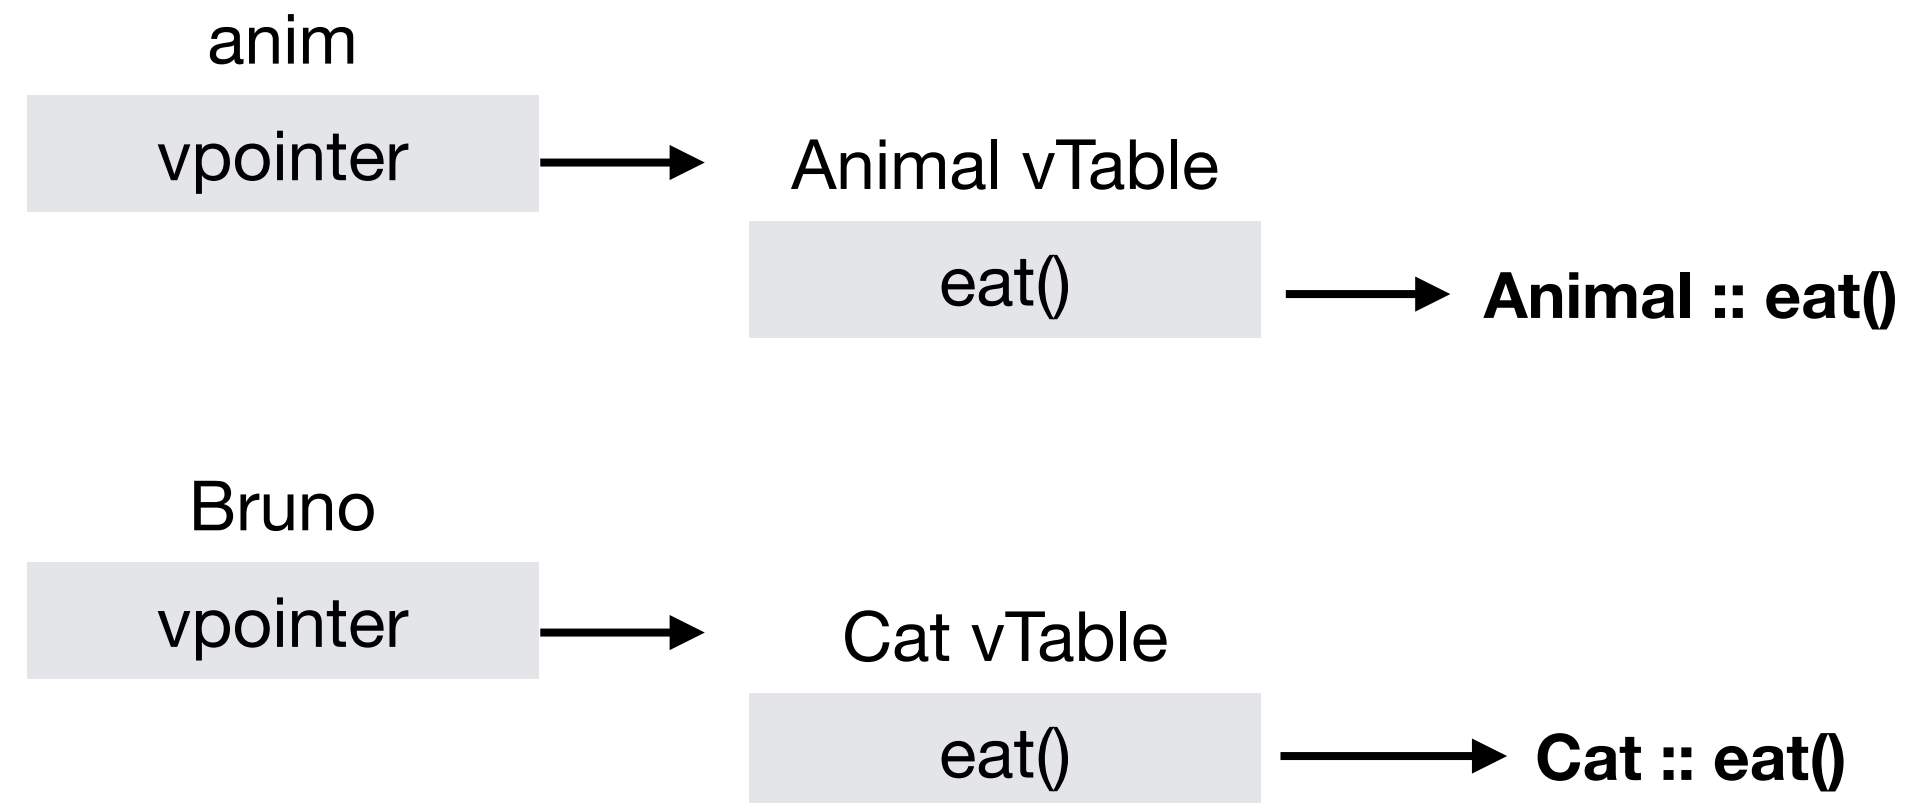 anim
vpointer
Animal vTable
eat()
Animal :: eat()
Bruno
vpointer
Cat vTable
eat()
Cat :: eat()